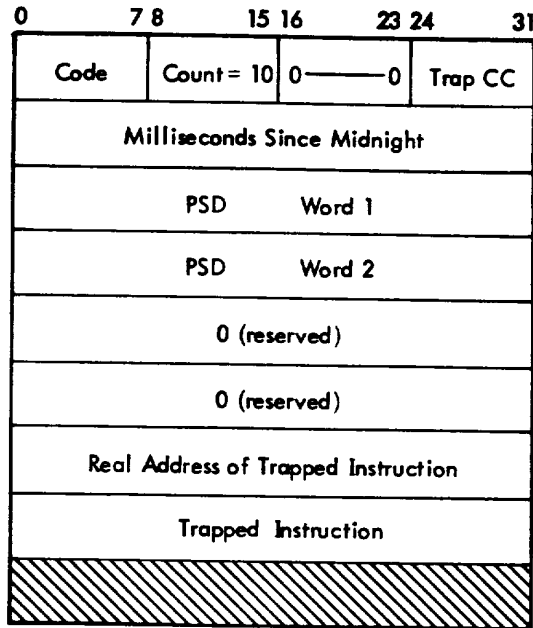 0 7 8 15 16 23 24 31
Code Count = 10 0 0 Trap CC
Milliseconds Since Midnight
PSD Word 1
PSD Word 2
0 (reserved)
0 (reserved)
Real Address of Trapped Instruction
Trapped Instruction